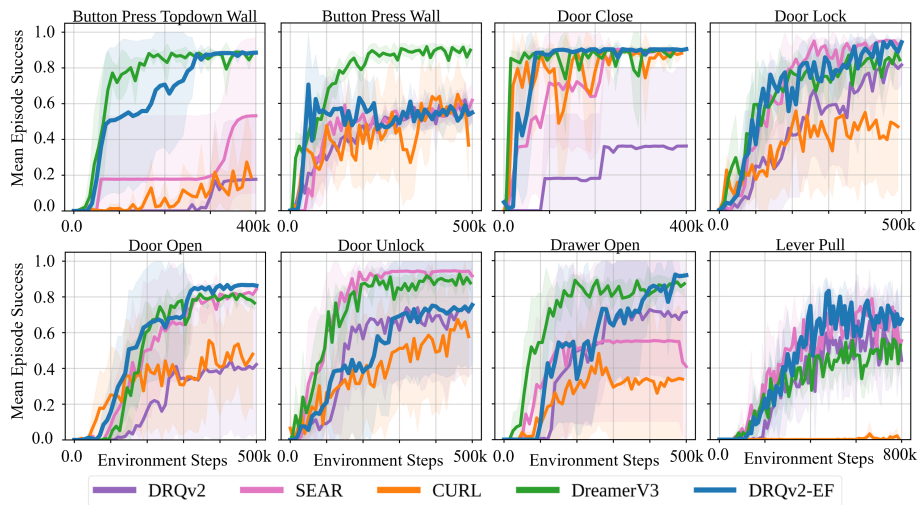 Button Press Topdown Wall
Button Press Wall
Door Close
Door Lock
Mean Episode Success
1.0
0.8
0.6
0.4
0.2
0.0
0.0
400k
0.0
500k
0.0
400k
0.0
500k
Door Open
Door Unlock
Drawer Open
Lever Pull
Mean Episode Success
1.0
0.8
0.6
0.4
0.2
0.0
0.0
Environment Steps
500k
0.0
Environment Steps
500k
0.0
Environment Steps
500k
0.0
Environment Steps
800k
DRQv2
SEAR
CURL
DreamerV3
DRQv2-EF